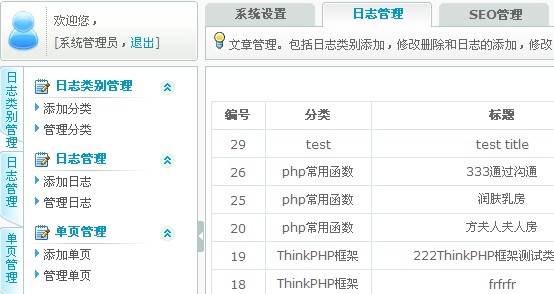 欢迎您，
[系统管理员，退出]
系统设置
日志管理
SEO管理
文章管理。包括日志类别添加，修改删除和日志的添加，修改
日志类别管理
日志管理
单页管理
日志类别管理
添加分类
管理分类
日志管理
添加日志
管理日志
单页管理
添加单页
管理单页
编号 分类 标题
29 test test title
26 php常用函数 333通过沟通
25 php常用函数 润肤乳房
20 php常用函数 方夫人夫人房
19 ThinkPHP框架 222ThinkPHP框架测试类
18 ThinkPHP框架 frfrfr